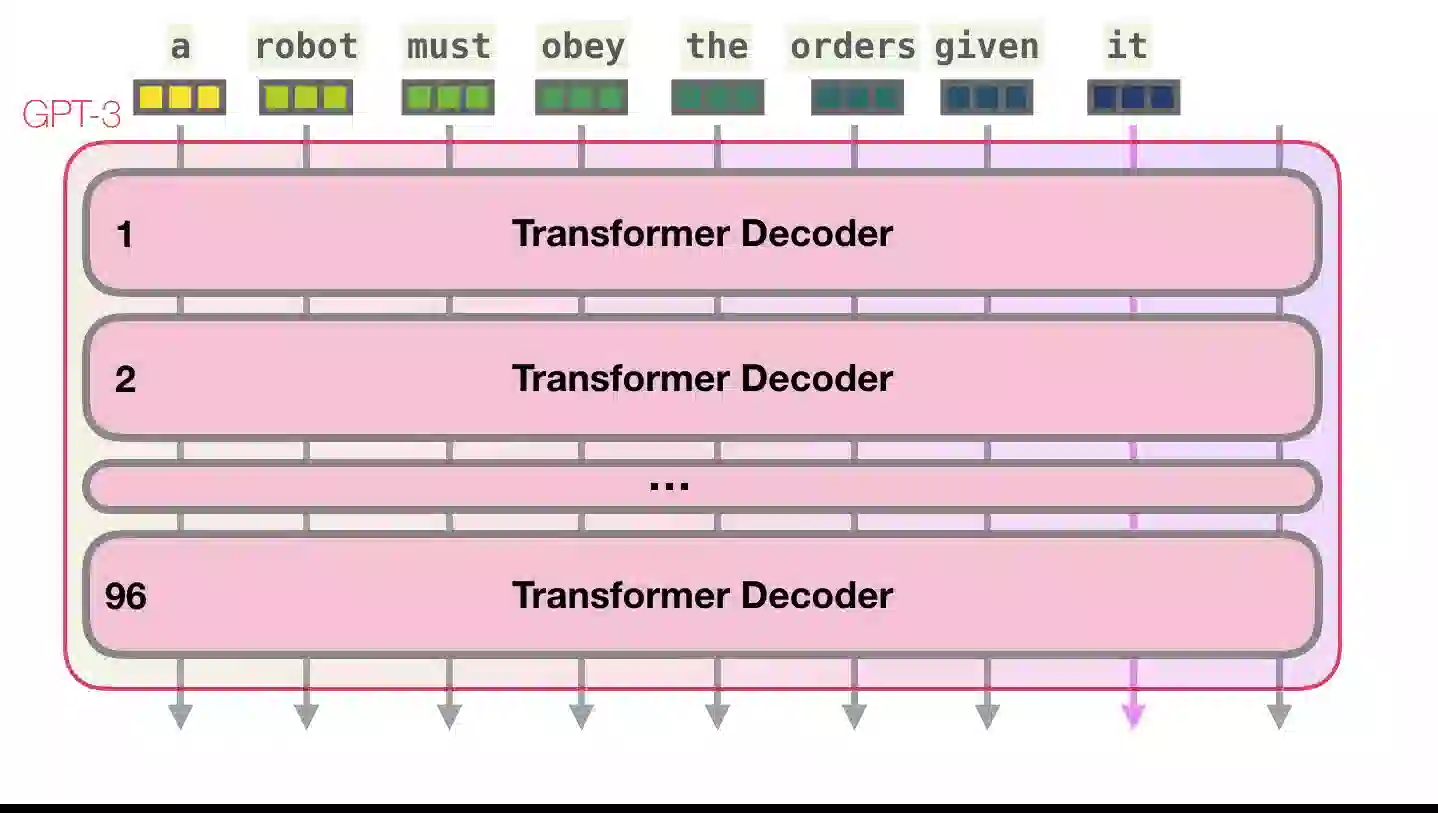 a robot must obey the orders given it
GPT-3
1 Transformer Decoder
2 Transformer Decoder
...
96 Transformer Decoder